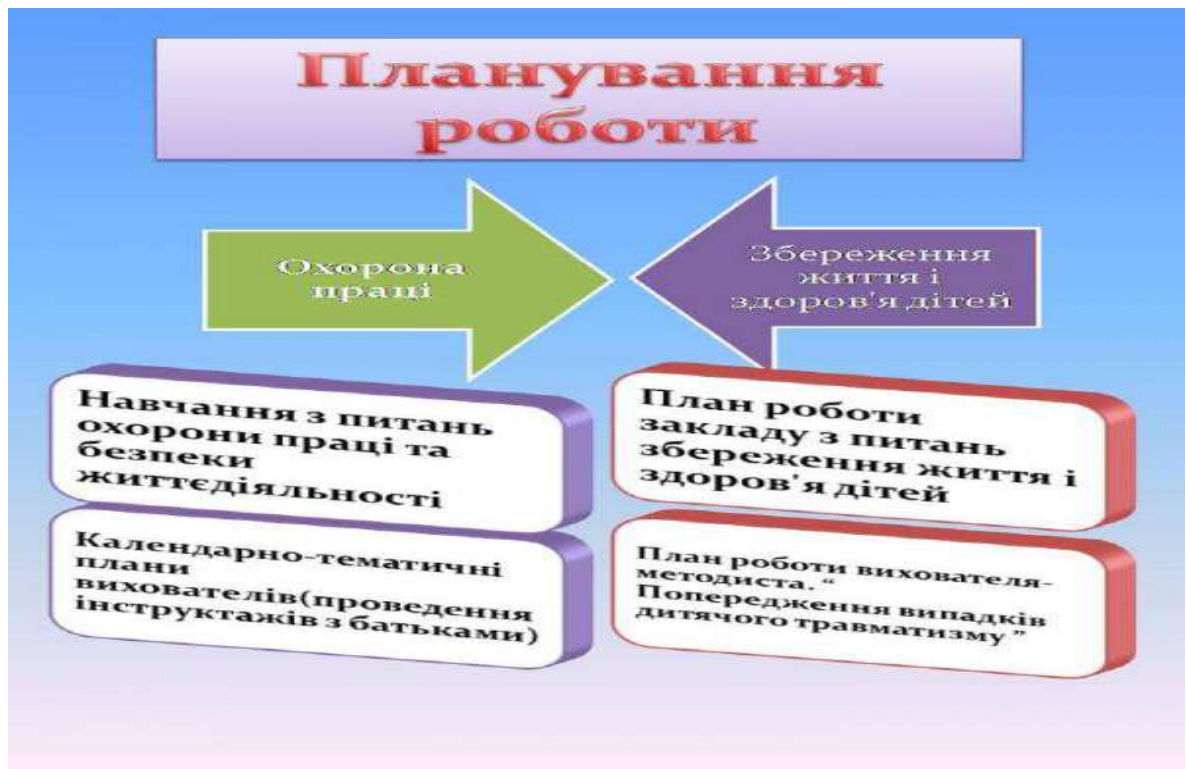 Планування
роботи
Охорона
праці
Збереження
життя і
здоров'я дітей
Навчання з питань
охорони праці та
безпеки
життєдіяльності
План роботи
закладу з питань
збереження життя і
здоров'я дітей
Календарно-тематичні
плани
вихователів(проведення
інструктажів з батьками)
План роботи вихователя-
методиста. “
Попередження випадків
дитячого травматизму ”